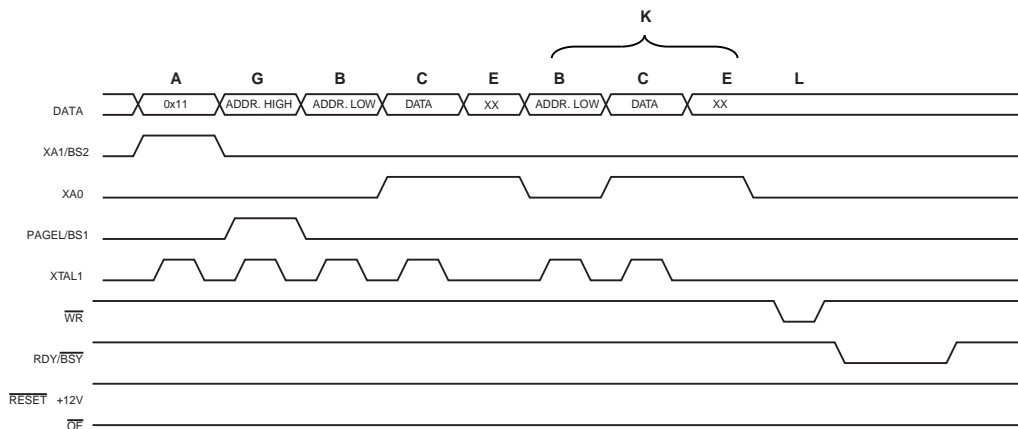 K
A G B C E B C E L
DATA 0x11 ADDR. HIGH ADDR. LOW DATA XX ADDR. LOW DATA XX
XA1/BS2
XA0
PAGEL/BS1
XTAL1
WR
RDY/BSY
RESET +12V
OE